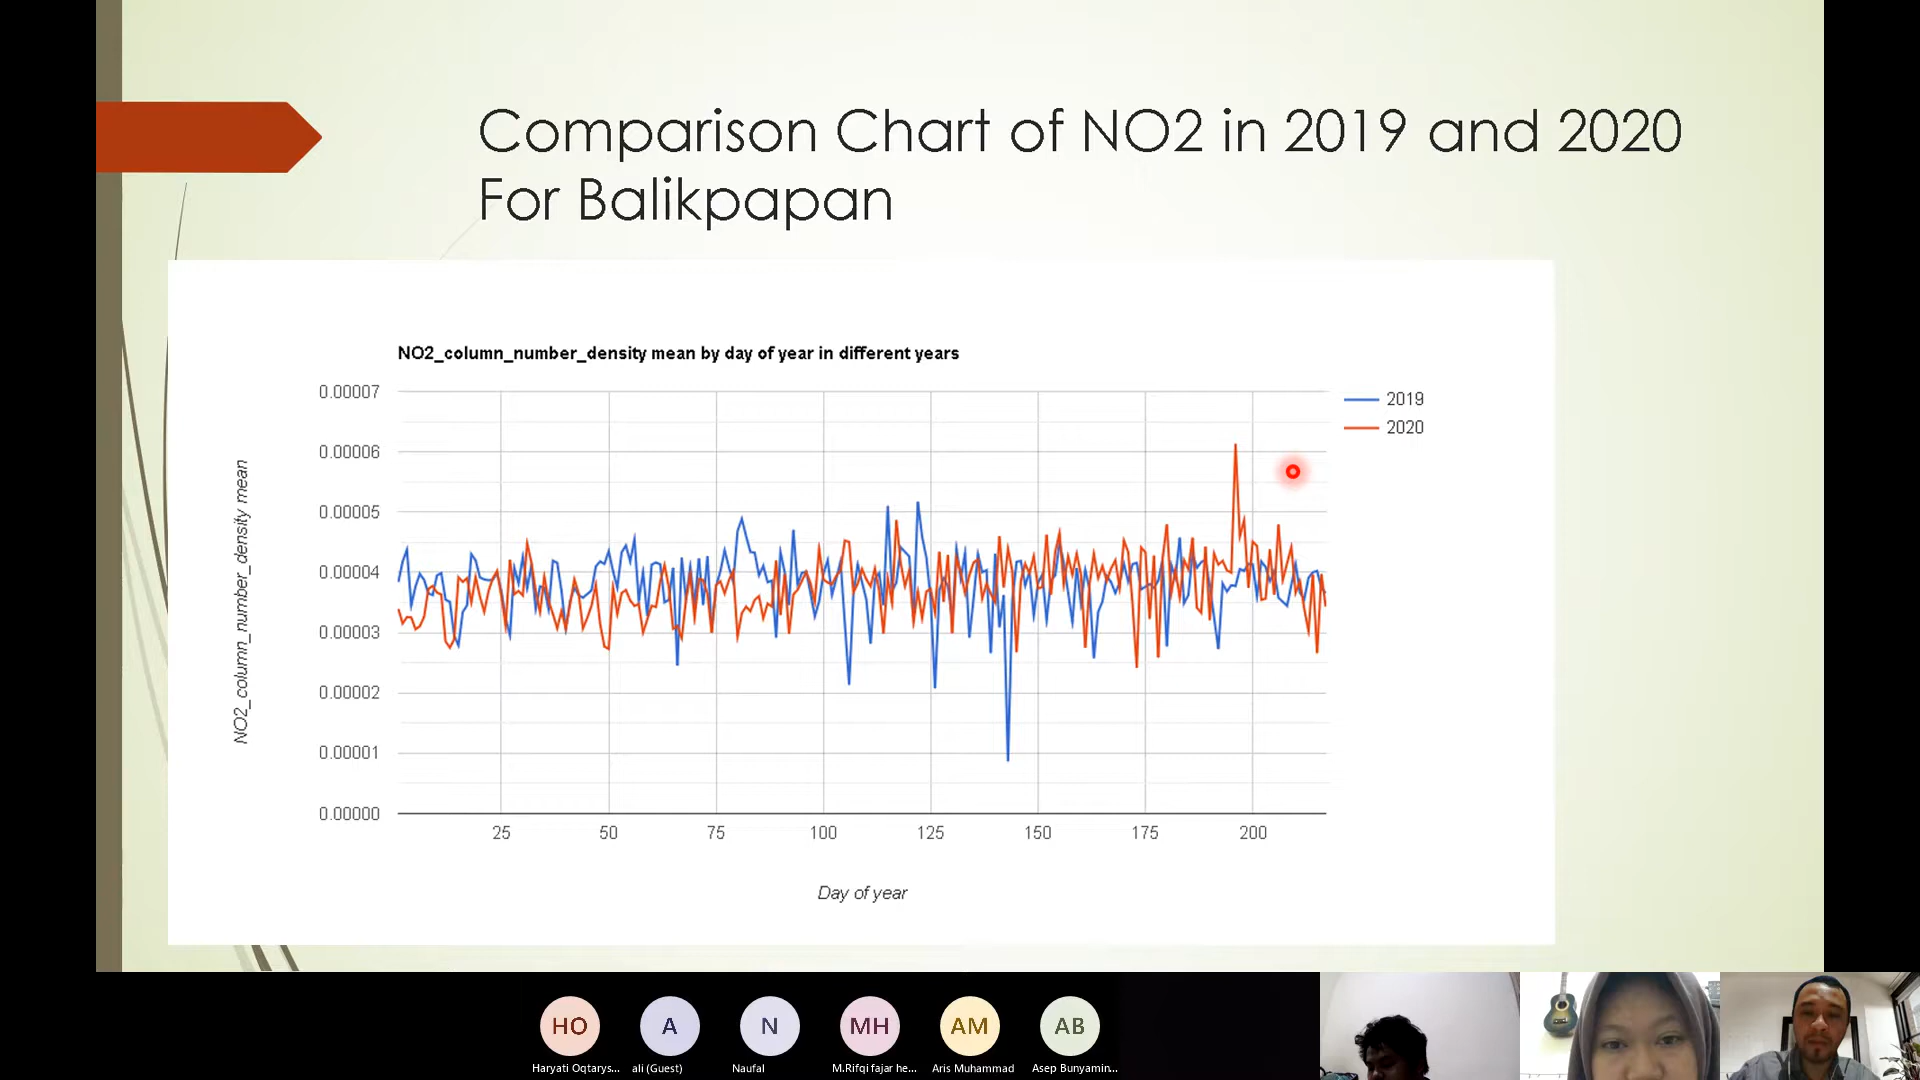 Comparison Chart of NO2 in 2019 and 2020
For Balikpapan
NO2_column_number_density mean by day of year in different years
NO2_column_number_density mean
0.00007
0.00006
0.00005
0.00004
0.00003
0.00002
0.00001
0.00000
25 50 75 100 125 150 175 200
Day of year
2019
2020
HO A N MH AM AB
Haryati Oqtarys... ali (Guest) Naufal M.Rifqi fajar he... Aris Muhammad Asep Bunyamin...